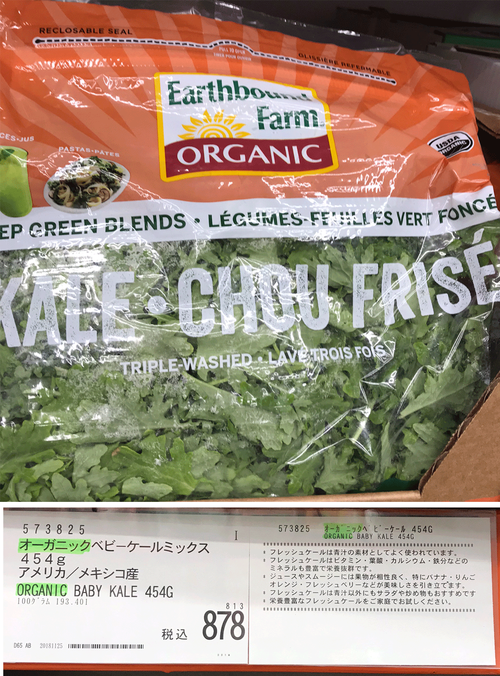 RECLOSABLE SEAL
GLISSIÈRE REFERMABLE
Earthbound
Farm
ORGANIC
USDA
ORGANIC
PASTAS·PÂTES
EP GREEN BLENDS • LÉGUMES-FEUILLES VERT FONCÉ
KALE • CHOU FRISÉ
TRIPLE WASHED • LAVÉ TROIS FOIS
573825
I
オーガニックベビーケールミックス
454g
アメリカ/メキシコ産
ORGANIC BABY KALE 454G
100グラム 193.401
813
税込 878
D65 AB 20181125
573825 オーガニックベ ビーケール 454G
ORGANIC BABY KALE 454G
* フレッシュケールは青汁の素材としてよく使われています。
* フレッシュケールはビタミン・葉酸・カルシウム・鉄分などの
ミネラルも豊富で栄養抜群です。
* ジュースやスムージーには果物が相性良く、特にバナナ・りんご
オレンジ・フレッシュベリーなどが美味しさを引き立てます。
* フレッシュケールは青汁以外にもサラダや炒め物もおすすめです
* 栄養豊富なフレッシュケールをご家庭でお試しください。